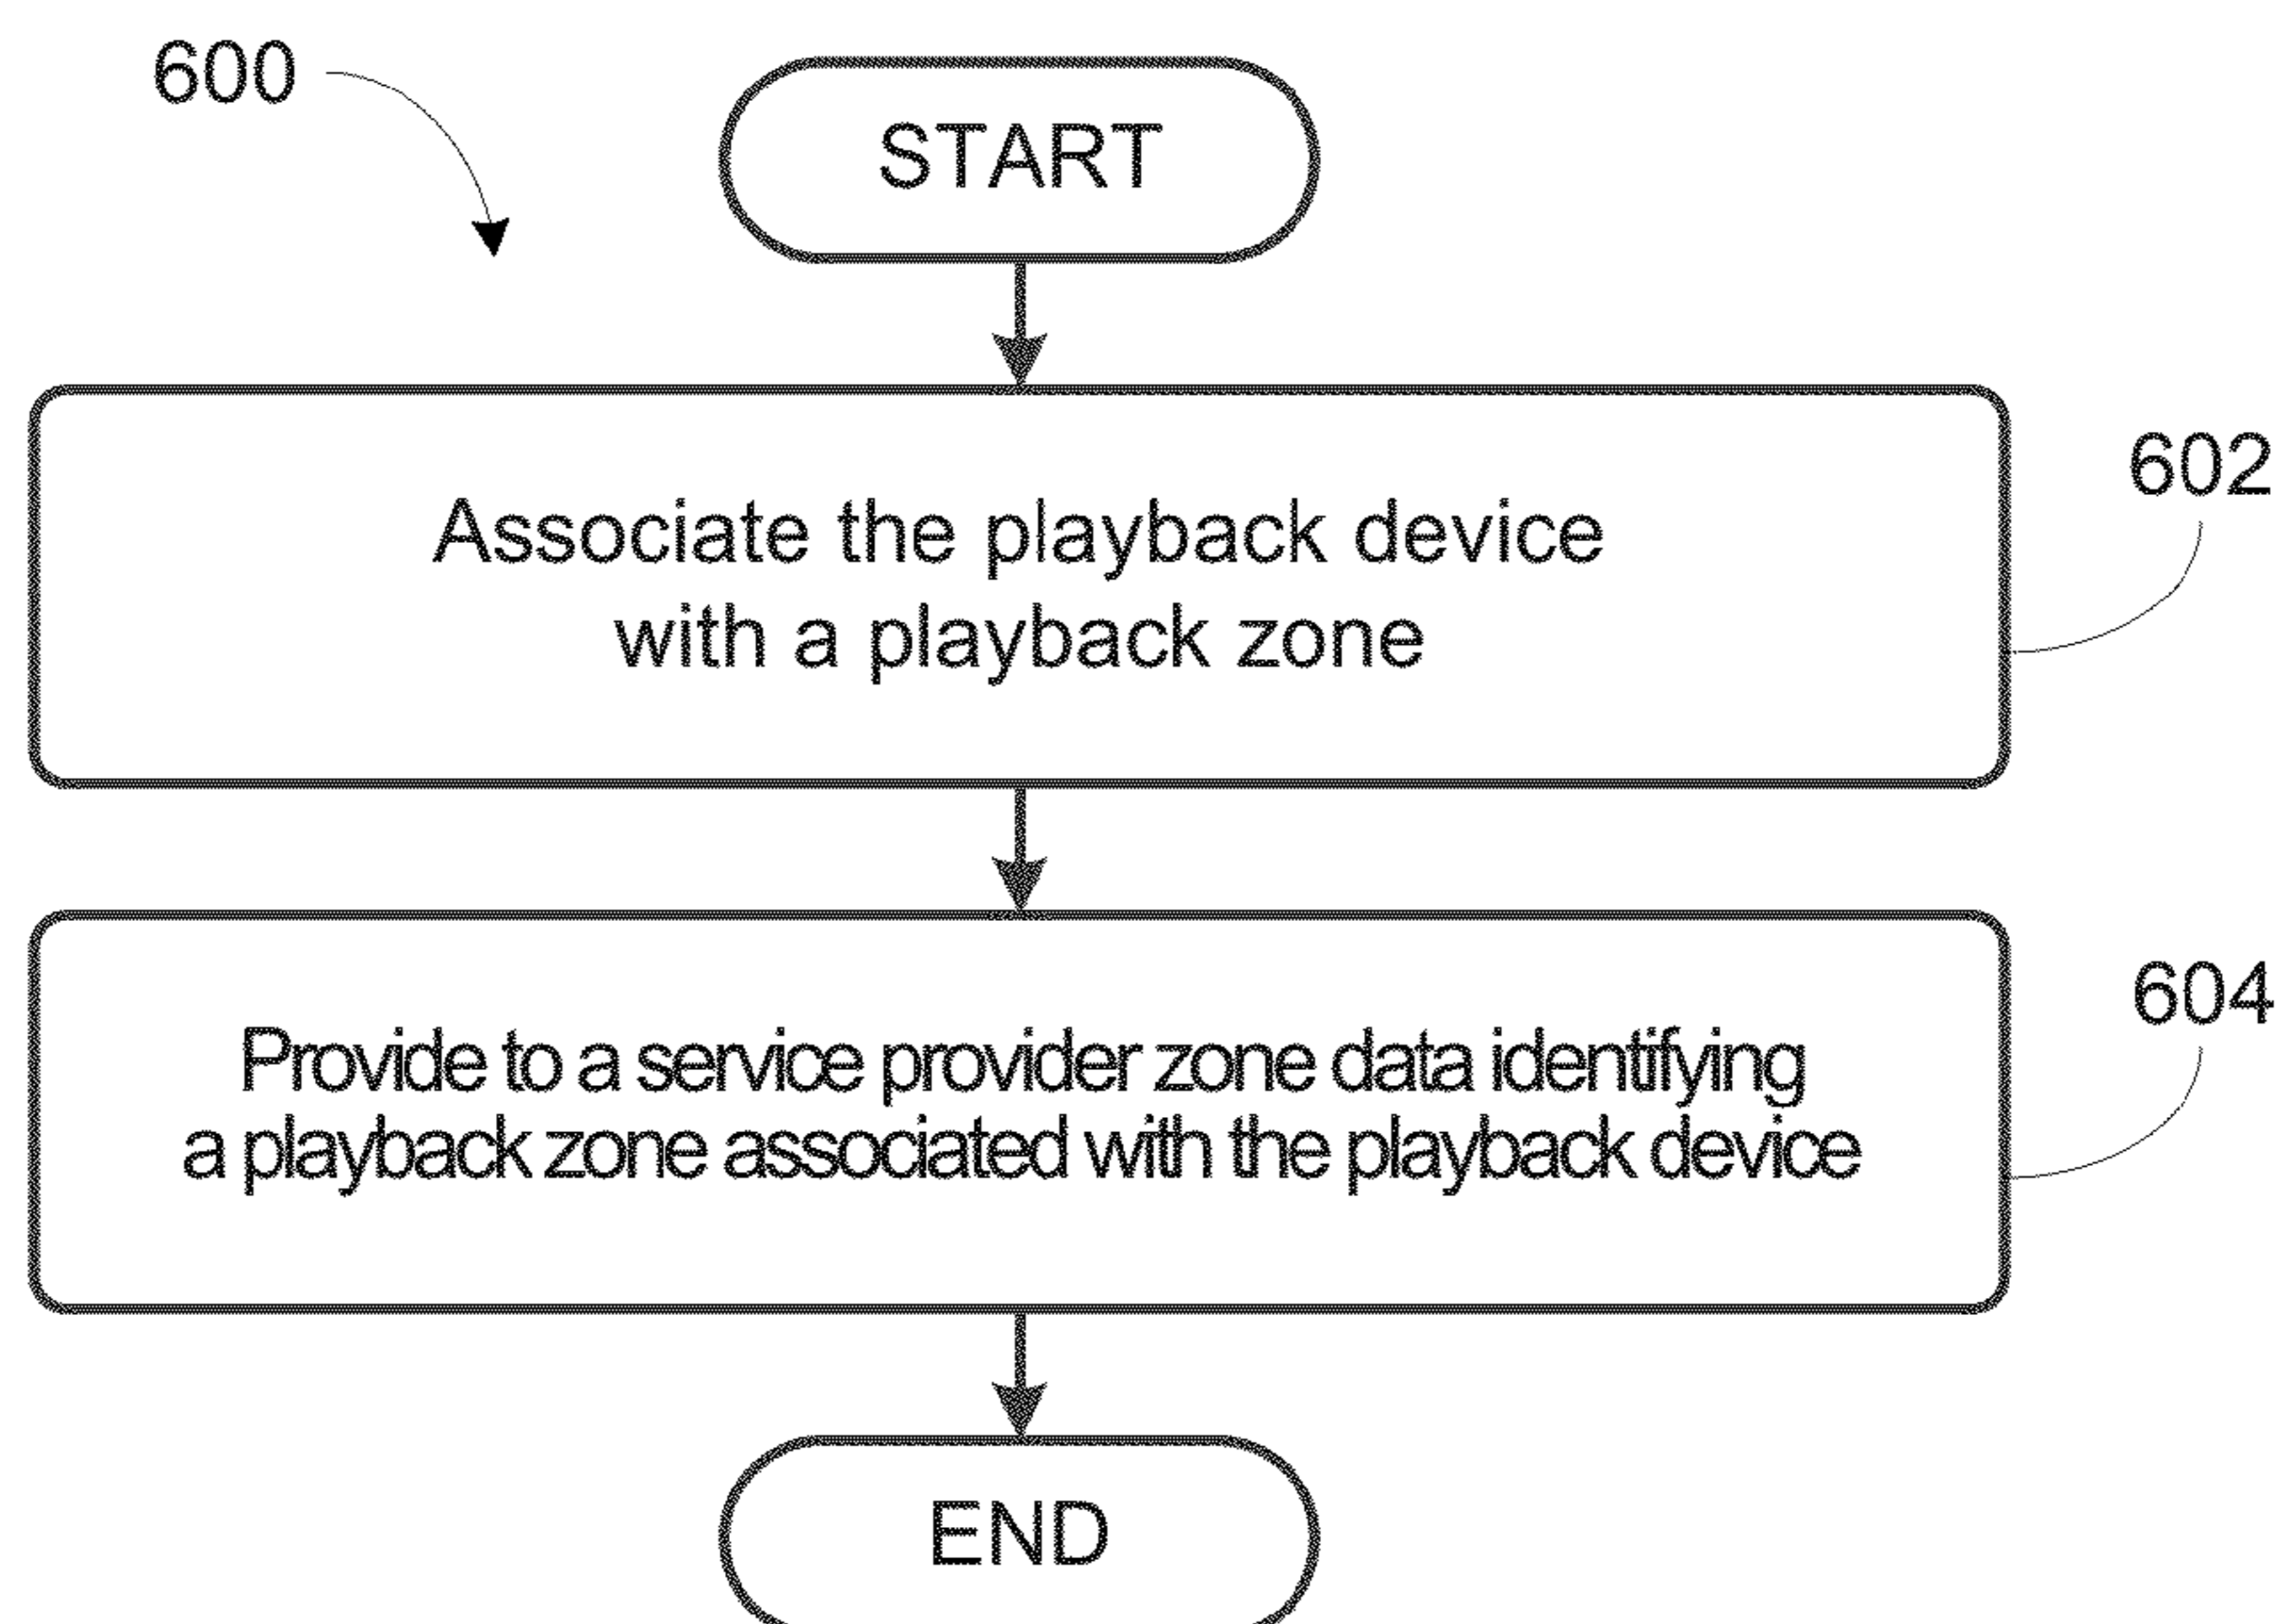 600
START
Associate the playback device
with a playback zone
602
Provide to a service provider zone data identifying
a playback zone associated with the playback device
604
END